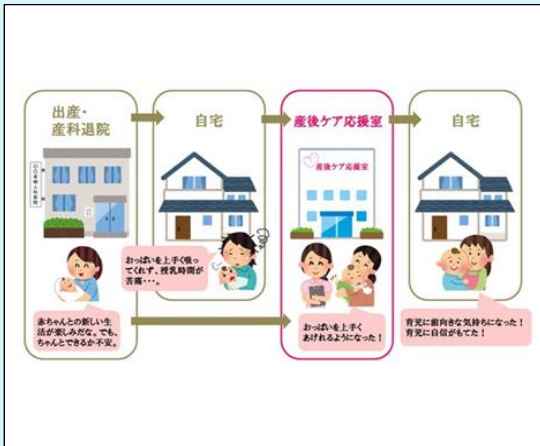 出産・
産科退院
自宅
産後ケア応援室
自宅
産後ケア応援室
おっぱいを上手く吸っ
てくれず、授乳時間が
苦痛・・・。
赤ちゃんとの新しい生
活が楽しみだな。でも、
ちゃんとできるか不安。
おっぱいを上手く
あげれるようになった！
育児に前向きな気持ちになった！
育児に自信がもてた！